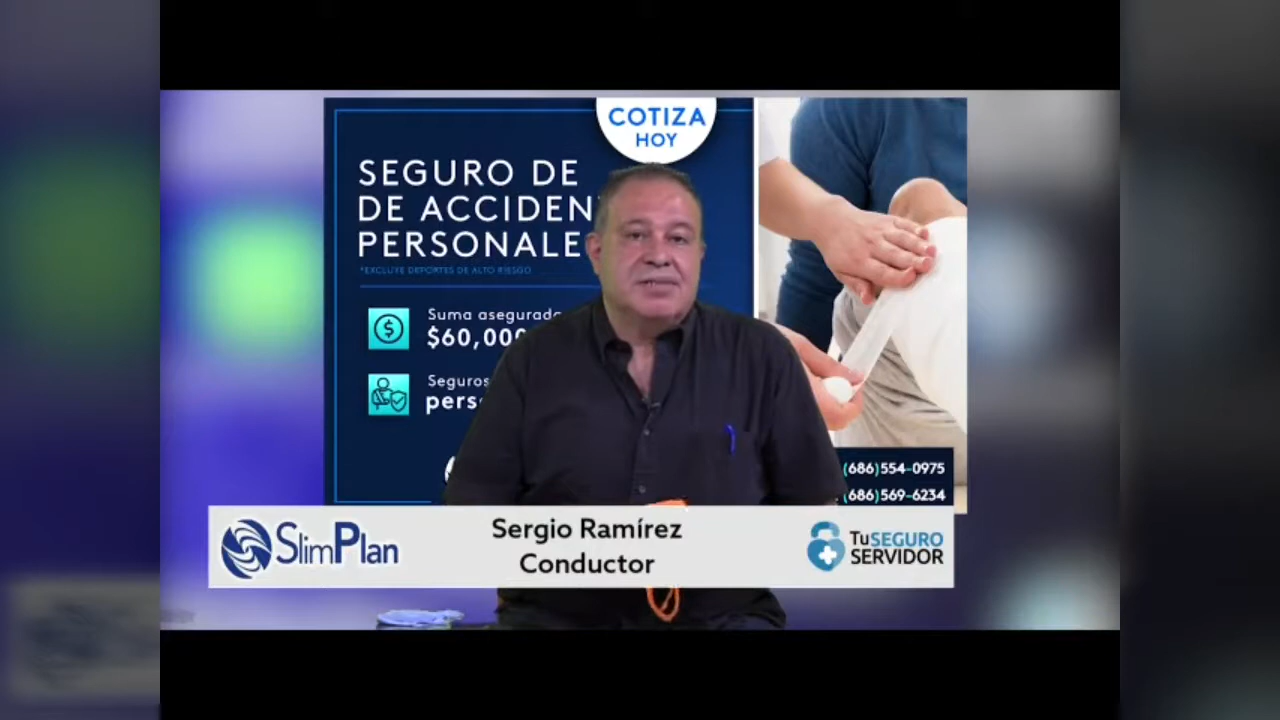 COTIZA
HOY
SEGURO DE
DE ACCIDEN
PERSONALE
*EXCLUYE DEPORTES DE ALTO RIESGO
Suma asegurada
$60,000
Seguros
pers
(686)554-0975
(686)569-6234
SlimPlan
Sergio Ramírez
Conductor
TuSEGURO
SERVIDOR